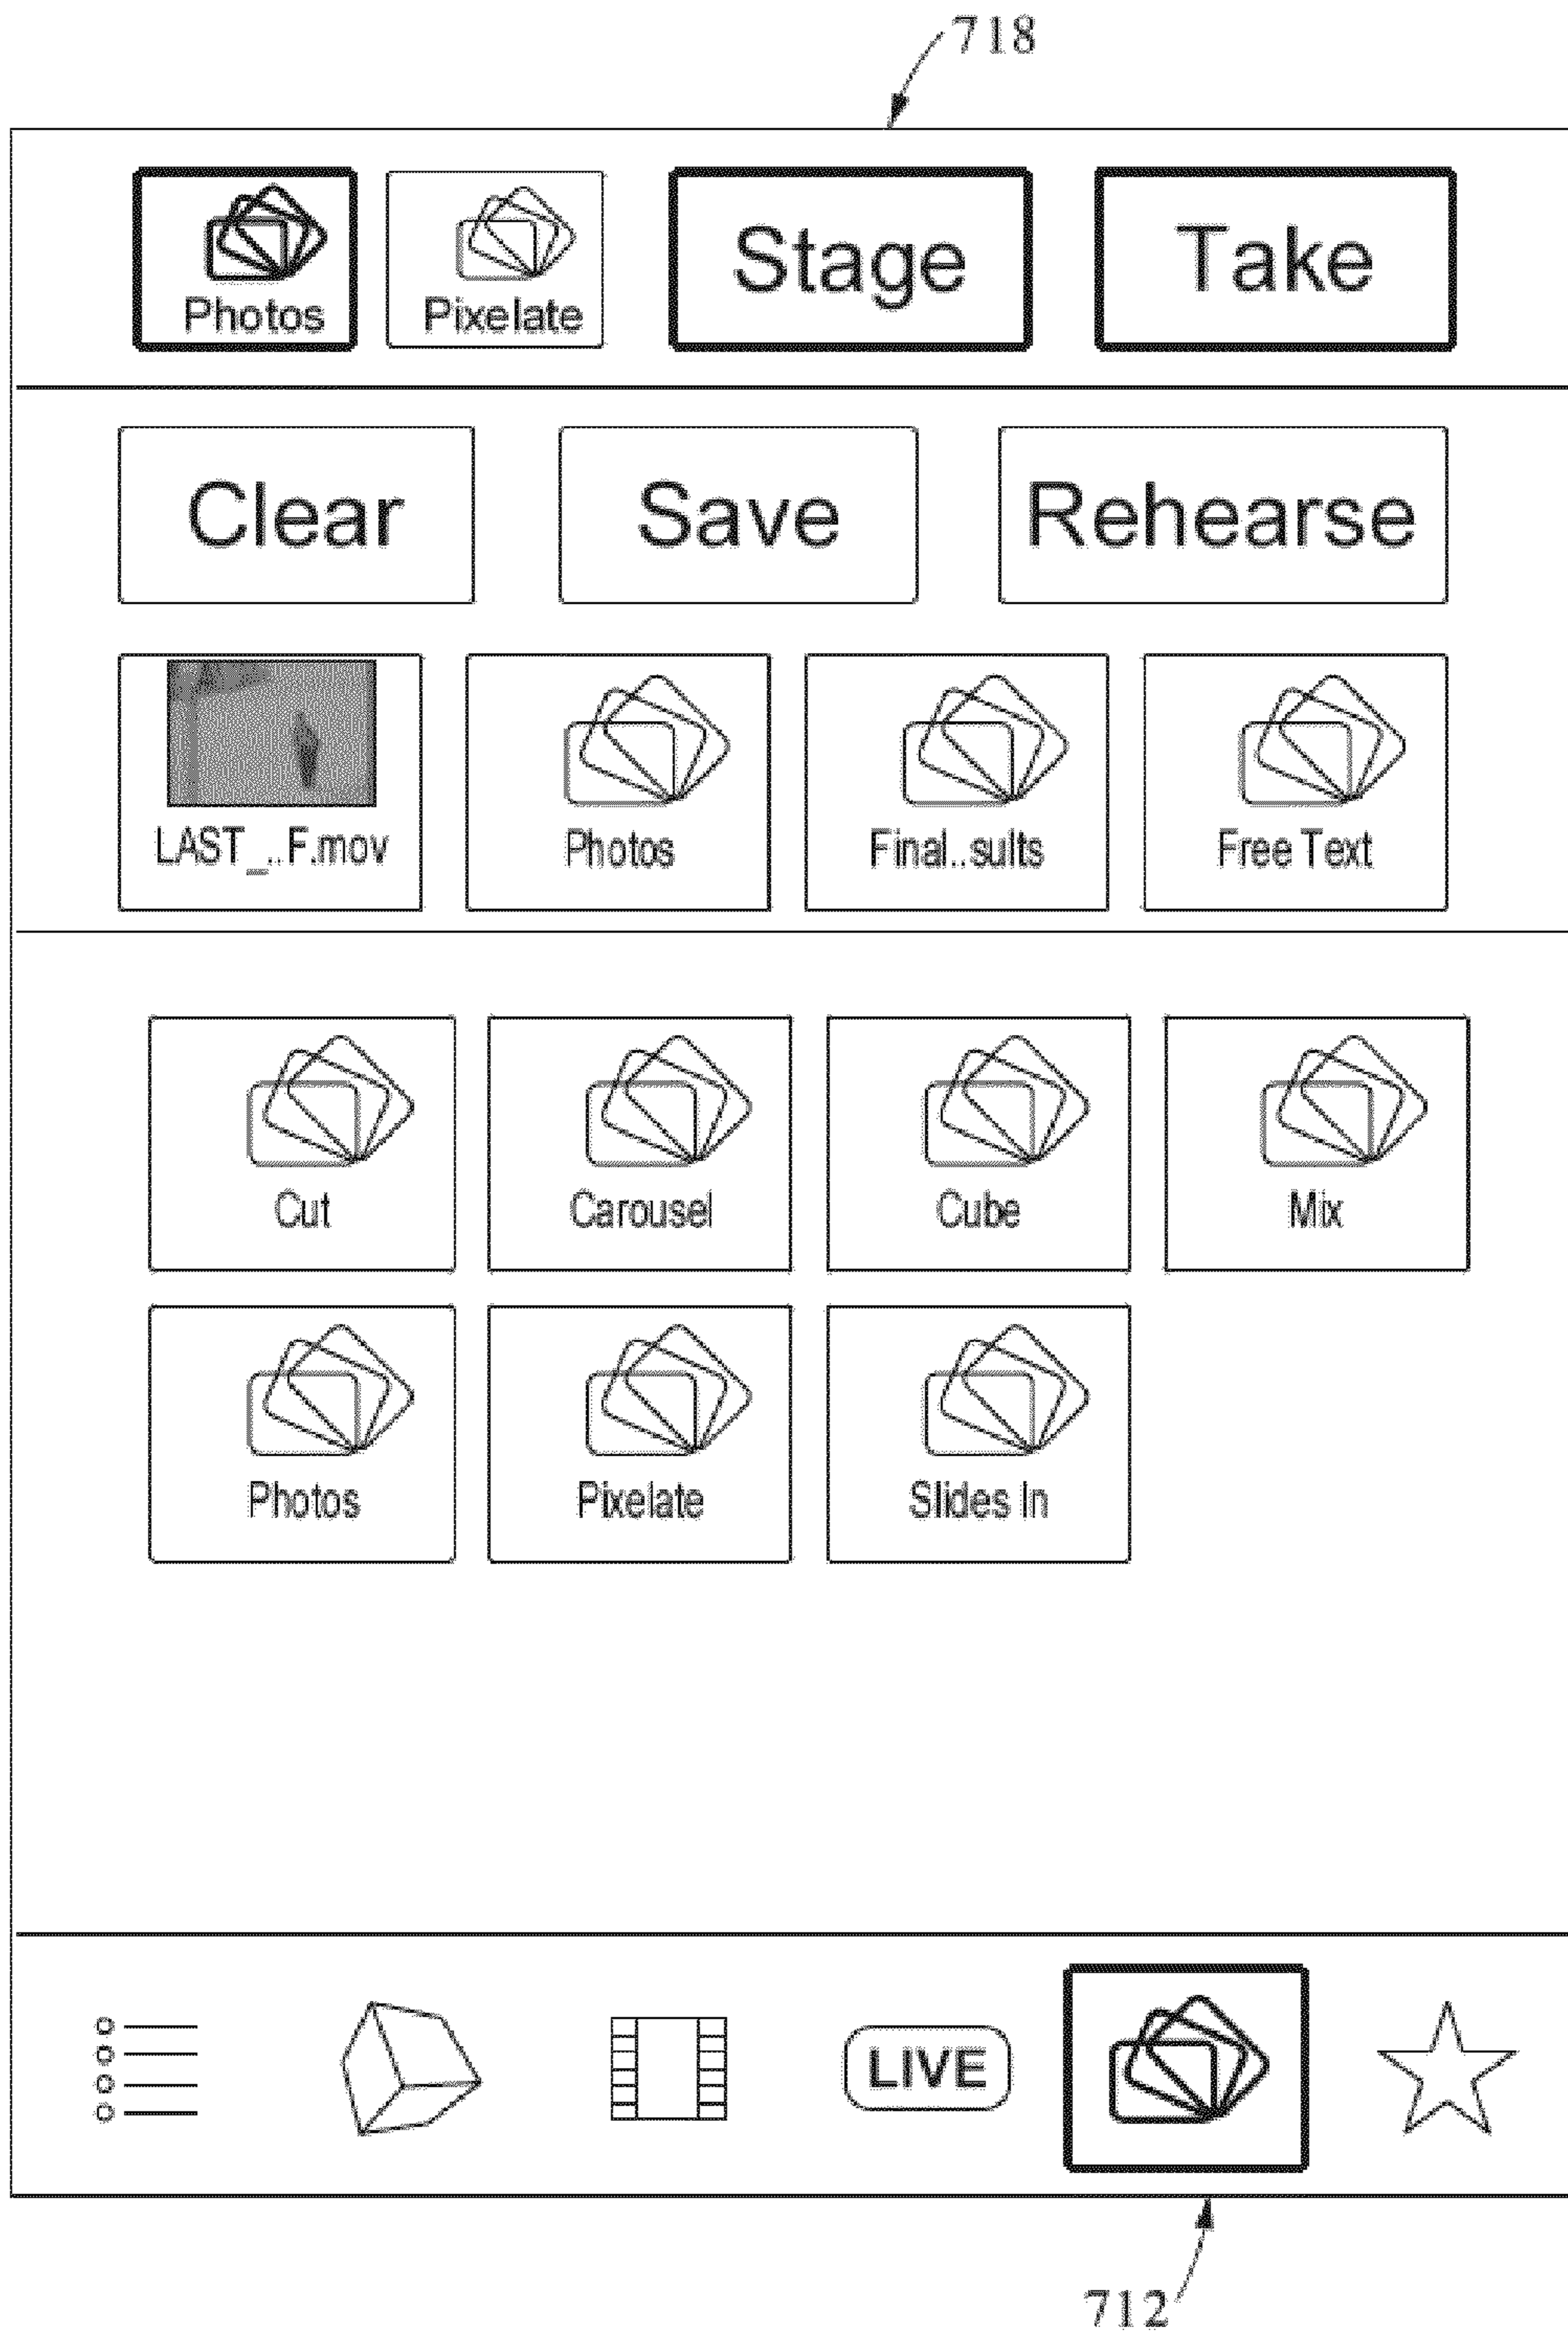 718
Photos Pixelate Stage Take
Clear Save Rehearse
LAST_..F.mov Photos Final..sults Free Text
Cut Carousel Cube Mix
Photos Pixelate Slides In
LIVE
712